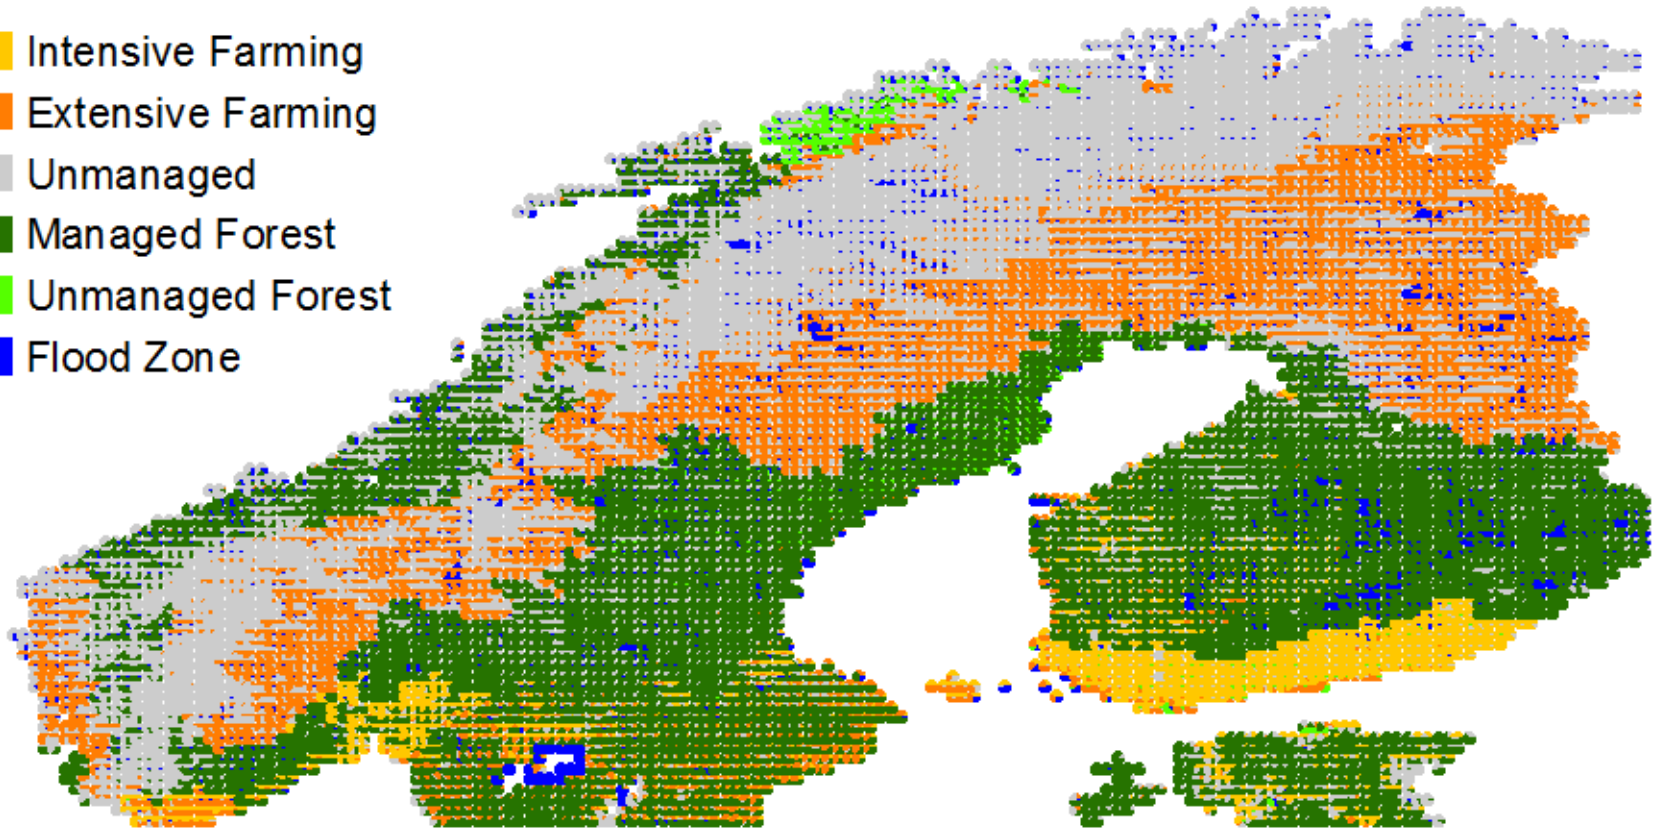 Intensive Farming
Extensive Farming
Unmanaged
Managed Forest
Unmanaged Forest
Flood Zone